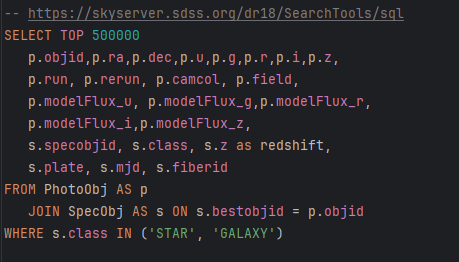 -- https://skyserver.sdss.org/dr18/SearchTools/sql
SELECT TOP 500000
   p.objid,p.ra,p.dec,p.u,p.g,p.r,p.i,p.z,
   p.run, p.rerun, p.camcol, p.field,
   p.modelFlux_u, p.modelFlux_g,p.modelFlux_r,
   p.modelFlux_i,p.modelFlux_z,
   s.specobjid, s.class, s.z as redshift,
   s.plate, s.mjd, s.fiberid
FROM PhotoObj AS p
   JOIN SpecObj AS s ON s.bestobjid = p.objid
WHERE s.class IN ('STAR', 'GALAXY')